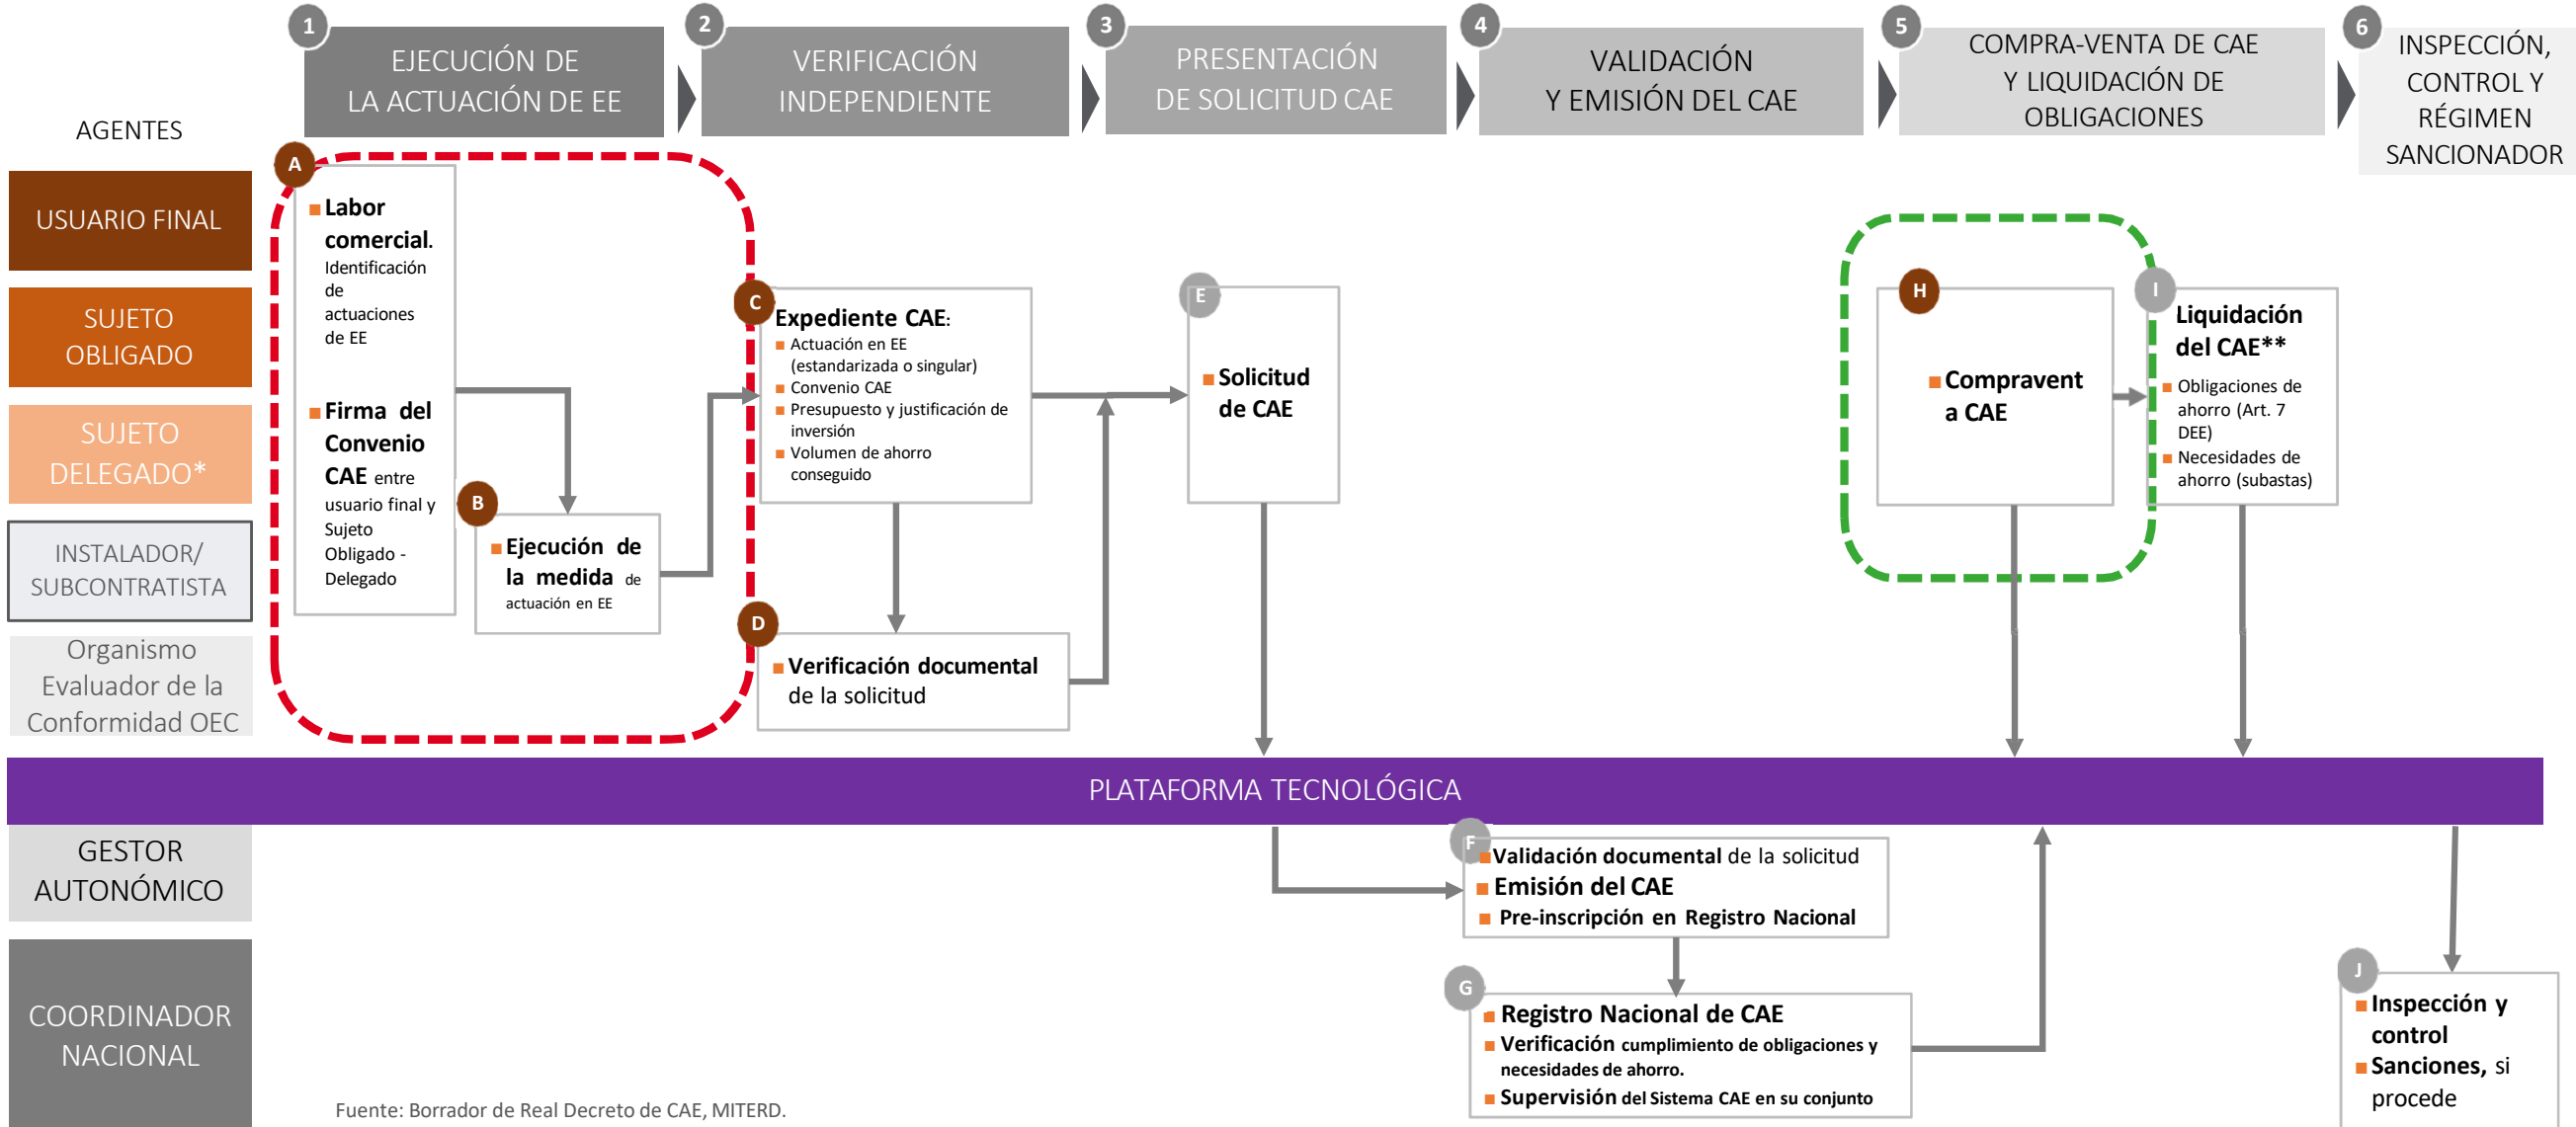 1
EJECUCIÓN DE
LA ACTUACIÓN DE EE
2
VERIFICACIÓN
INDEPENDIENTE
3
PRESENTACIÓN
DE SOLICITUD CAE
4
VALIDACIÓN
Y EMISIÓN DEL CAE
5
COMPRA-VENTA DE CAE
Y LIQUIDACIÓN DE
OBLIGACIONES
6
INSPECCIÓN,
CONTROL Y
RÉGIMEN
SANCIONADOR
AGENTES
USUARIO FINAL
SUJETO
OBLIGADO
SUJETO
DELEGADO*
INSTALADOR/
SUBCONTRATISTA
Organismo
Evaluador de la
Conformidad OEC
A
Labor
comercial.
Identificación
de
actuaciones
de EE
Firma del
Convenio
CAE entre
usuario final y
Sujeto
Obligado -
Delegado
B
Ejecución de
la medida de
actuación en EE
C
Expediente CAE:
Actuación en EE
(estandarizada o singular)
Convenio CAE
Presupuesto y justificación de
inversión
Volumen de ahorro
conseguido
D
Verificación documental
de la solicitud
E
Solicitud
de CAE
H
Compravent
a CAE
I
Liquidación
del CAE**
Obligaciones de
ahorro (Art. 7
DEE)
Necesidades de
ahorro (subastas)
PLATAFORMA TECNOLÓGICA
GESTOR
AUTONÓMICO
COORDINADOR
NACIONAL
F
Validación documental de la solicitud
Emisión del CAE
Pre-inscripción en Registro Nacional
G
Registro Nacional de CAE
Verificación cumplimiento de obligaciones y
necesidades de ahorro.
Supervisión del Sistema CAE en su conjunto
J
Inspección y
control
Sanciones, si
procede
Fuente: Borrador de Real Decreto de CAE, MITERD.